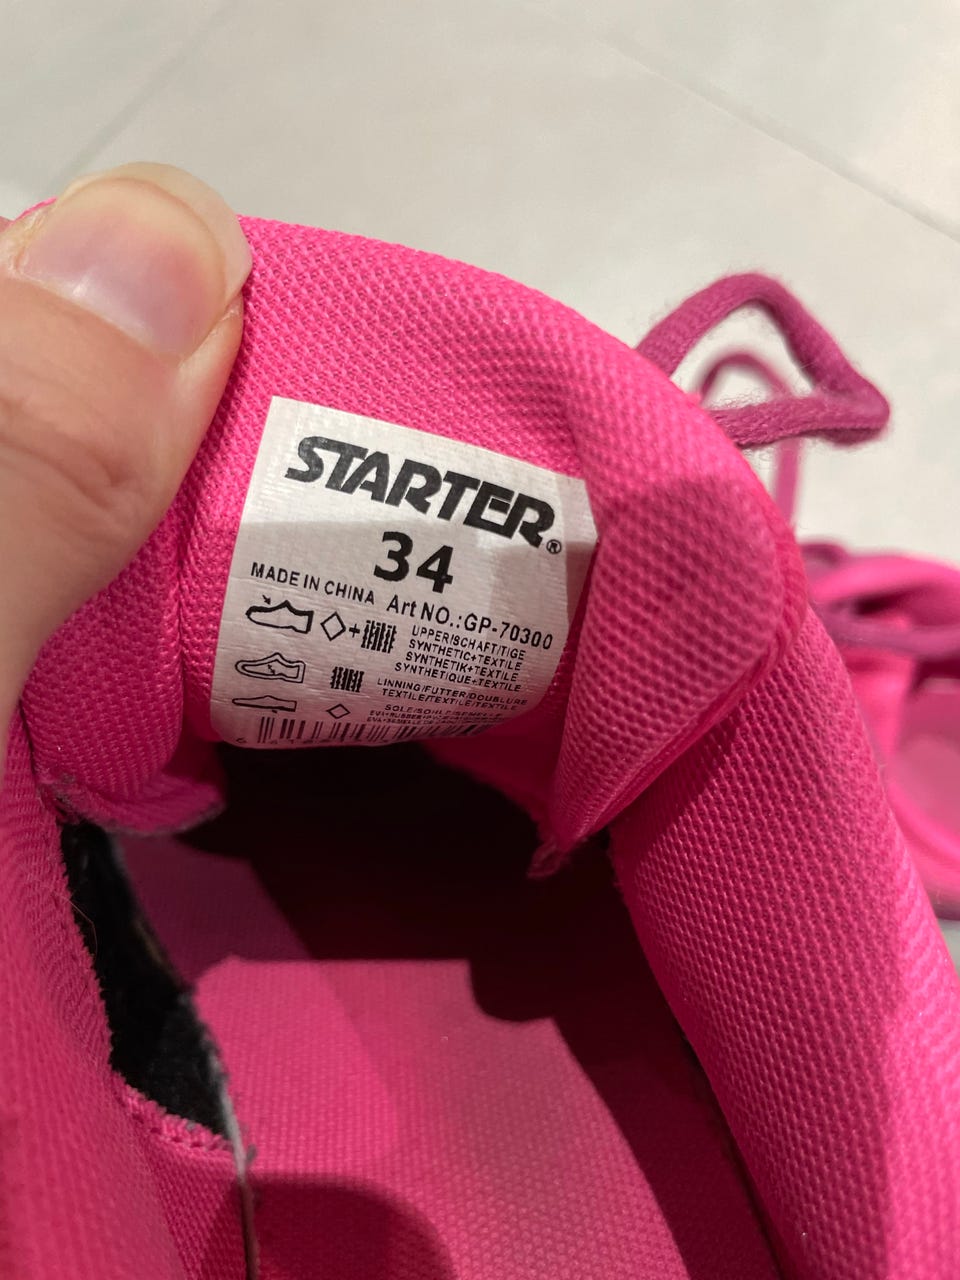 STARTER®
34
MADE IN CHINA Art NO.:GP-70300
UPPER/SCHAFT/TIGE
SYNTHETIC+TEXTILE
SYNTHETIK+TEXTILE
SYNTHETIQUE+TEXTILE
LINNING/FUTTER/DOUBLURE
TEXTILE/TEXTILE/TEXTILE
SOLE/SOHLE/SEMELLE